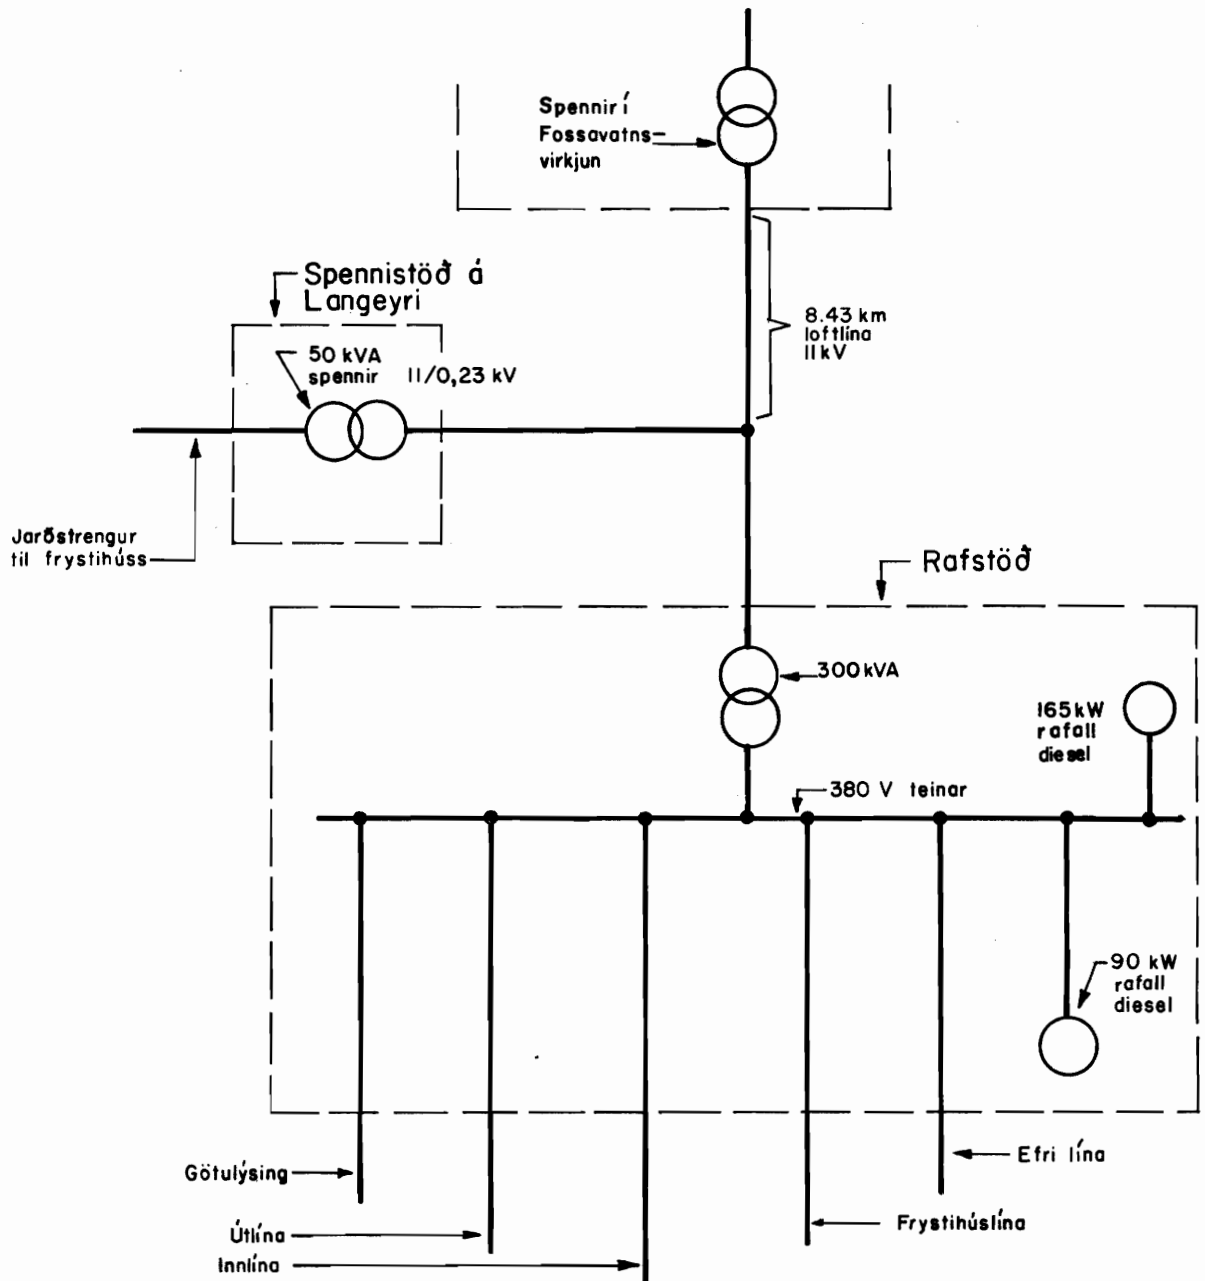 Spennir í
Fossavatns-
virkjun
Spennistöð á
Langeyri
8.43 km
loftlína
11 kV
50 kVA
spennir 11/0,23 kV
Jarðstrengur
til frystihúss
Rafstöð
300 kVA
165 kW
rafall
diesel
380 V teinar
90 kW
rafall
diesel
Efri lína
Götulýsing
Frystihúslína
Útlína
Innlína